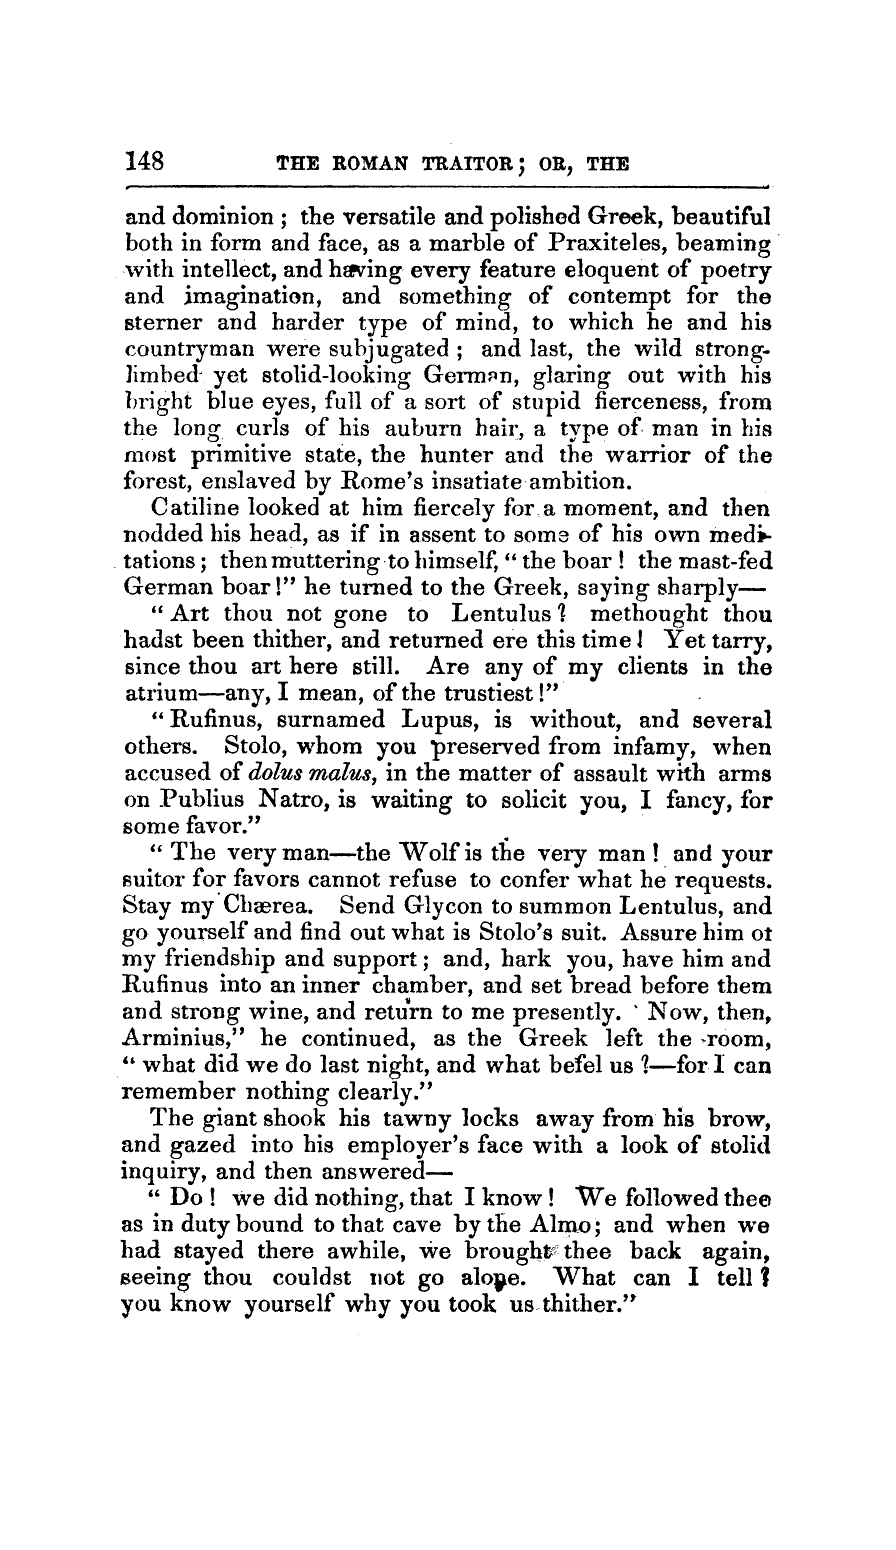 148 THE ROMAN TRAITOR; OR, THE
and dominion ; the versatile and polished Greek, beautiful
both in form and face, as a marble of Praxiteles, beaming
with intellect, and having every feature eloquent of poetry
and imagination, and something of contempt for the
sterner and harder type of mind, to which he and his
countryman were subjugated ; and last, the wild strong-
limbed yet stolid-looking German, glaring out with his
bright blue eyes, full of a sort of stupid fierceness, from
the long curls of his auburn hair, a type of man in his
most primitive state, the hunter and the warrior of the
forest, enslaved by Rome's insatiate ambition.
Catiline looked at him fiercely for a moment, and then
nodded his head, as if in assent to some of his own medi-
tations ; then muttering to himself, “ the boar ! the mast-fed
German boar !” he turned to the Greek, saying sharply—
“ Art thou not gone to Lentulus ? methought thou
hadst been thither, and returned ere this time ! Yet tarry,
since thou art here still. Are any of my clients in the
atrium—any, I mean, of the trustiest !”
“ Rufinus, surnamed Lupus, is without, and several
others. Stolo, whom you preserved from infamy, when
accused of dolus malus, in the matter of assault with arms
on Publius Natro, is waiting to solicit you, I fancy, for
some favor.”
“ The very man—the Wolf is the very man ! and your
suitor for favors cannot refuse to confer what he requests.
Stay my Chærea. Send Glycon to summon Lentulus, and
go yourself and find out what is Stolo's suit. Assure him of
my friendship and support ; and, hark you, have him and
Rufinus into an inner chamber, and set bread before them
and strong wine, and return to me presently. Now, then,
Arminius,” he continued, as the Greek left the room,
“ what did we do last night, and what befel us ?—for I can
remember nothing clearly.”
The giant shook his tawny locks away from his brow,
and gazed into his employer's face with a look of stolid
inquiry, and then answered—
“ Do ! we did nothing, that I know ! We followed thee
as in duty bound to that cave by the Almo ; and when we
had stayed there awhile, we brought thee back again,
seeing thou couldst not go alone. What can I tell ?
you know yourself why you took us thither.”